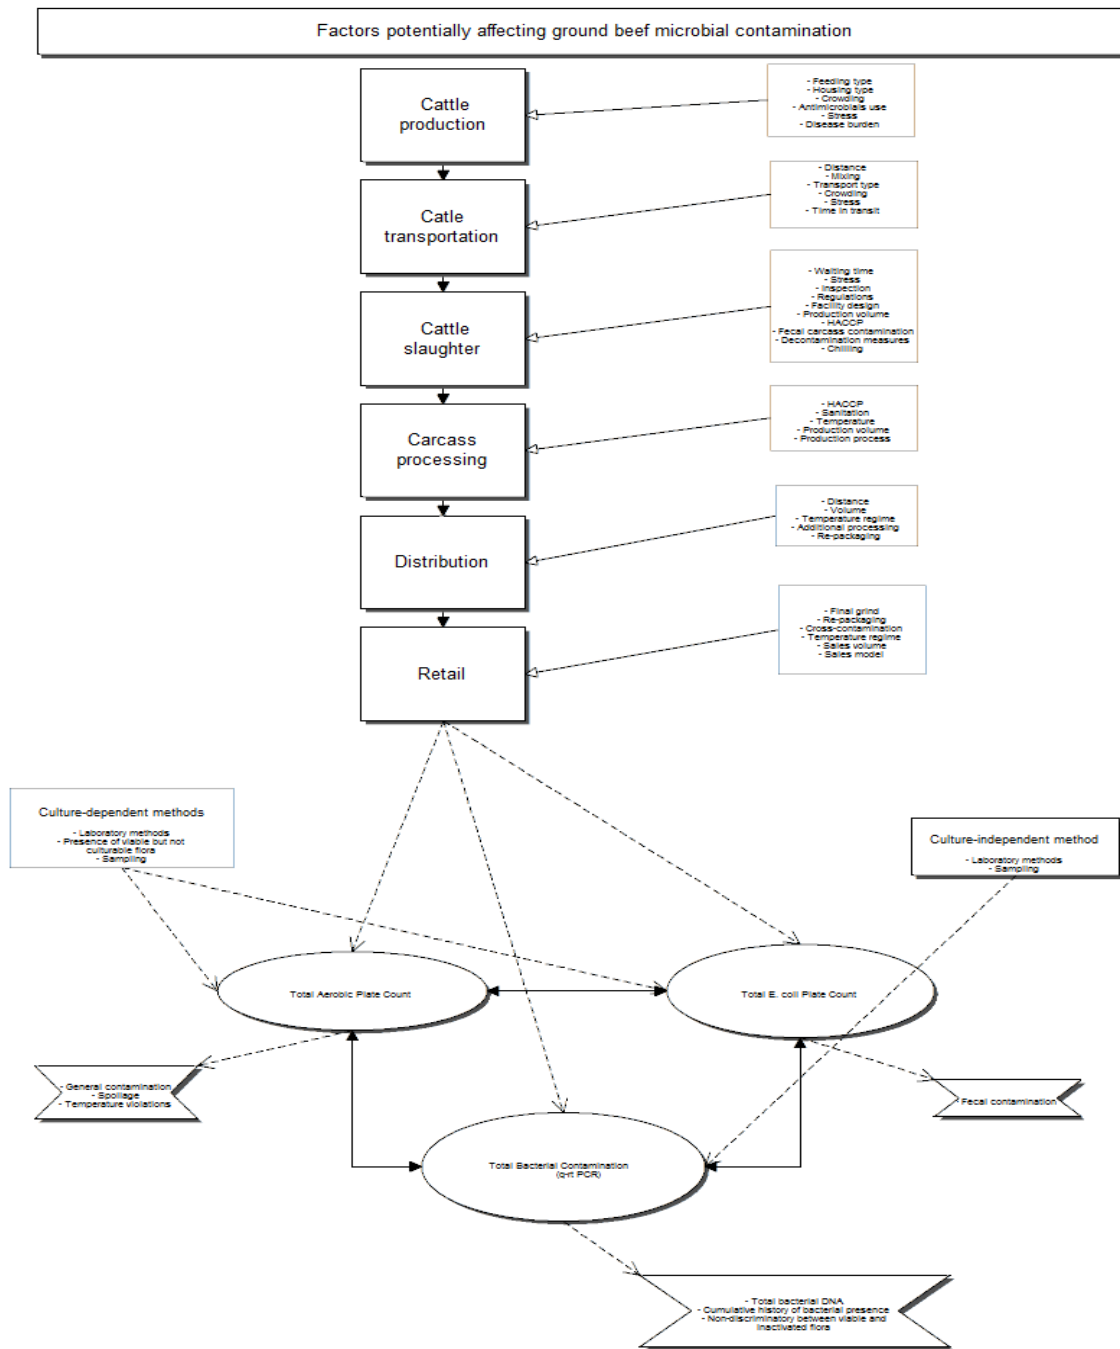 Factors potentially affecting ground beef microbial contamination
Cattle
production
- Feeding type
- Housing type
- Crowding
- Antimicrobials use
- Stress
- Disease burden
Catle
transportation
- Distance
- Mixing
- Transport type
- Crowding
- Stress
- Time in transit
Cattle
slaughter
- Waiting time
- Stress
- Inspection
- Regulations
- Facility design
- Production volume
- HACCP
- Fecal carcass contamination
- Decontamination measures
- Chilling
Carcass
processing
- HACCP
- Sanitation
- Temperature
- Production volume
- Production process
Distribution
- Distance
- Volume
- Temperature regime
- Additional processing
- Re-packaging
Retail
- Final grind
- Re-packaging
- Cross-contamination
- Temperature regime
- Sales volume
- Sales model
Culture-dependent methods
- Laboratory methods
- Presence of viable but not
culturable flora
- Sampling
Culture-independent method
- Laboratory methods
- Sampling
Total Aerobic Plate Count
Total E. coli Plate Count
- General contamination
- Spoilage
- Temperature violations
- Fecal contamination
Total Bacterial Contamination
(q-rt PCR)
- Total bacterial DNA
- Cumulative history of bacterial presence
- Non-discriminatory between viable and
inactivated flora